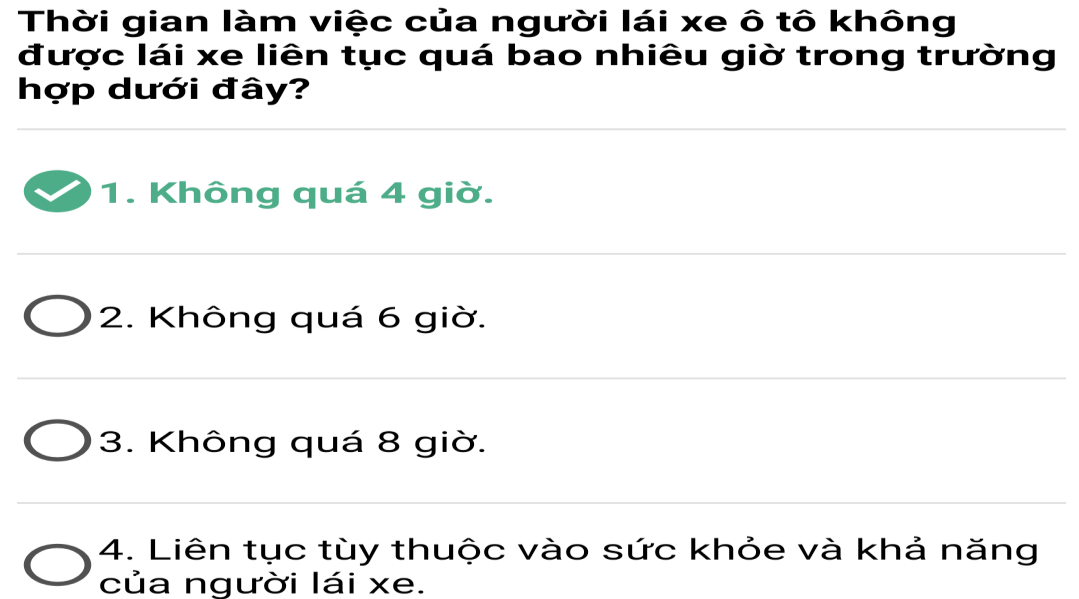 Thời gian làm việc của người lái xe ô tô không
được lái xe liên tục quá bao nhiêu giờ trong trường
hợp dưới đây?
1. Không quá 4 giờ.
2. Không quá 6 giờ.
3. Không quá 8 giờ.
4. Liên tục tùy thuộc vào sức khỏe và khả năng
của người lái xe.